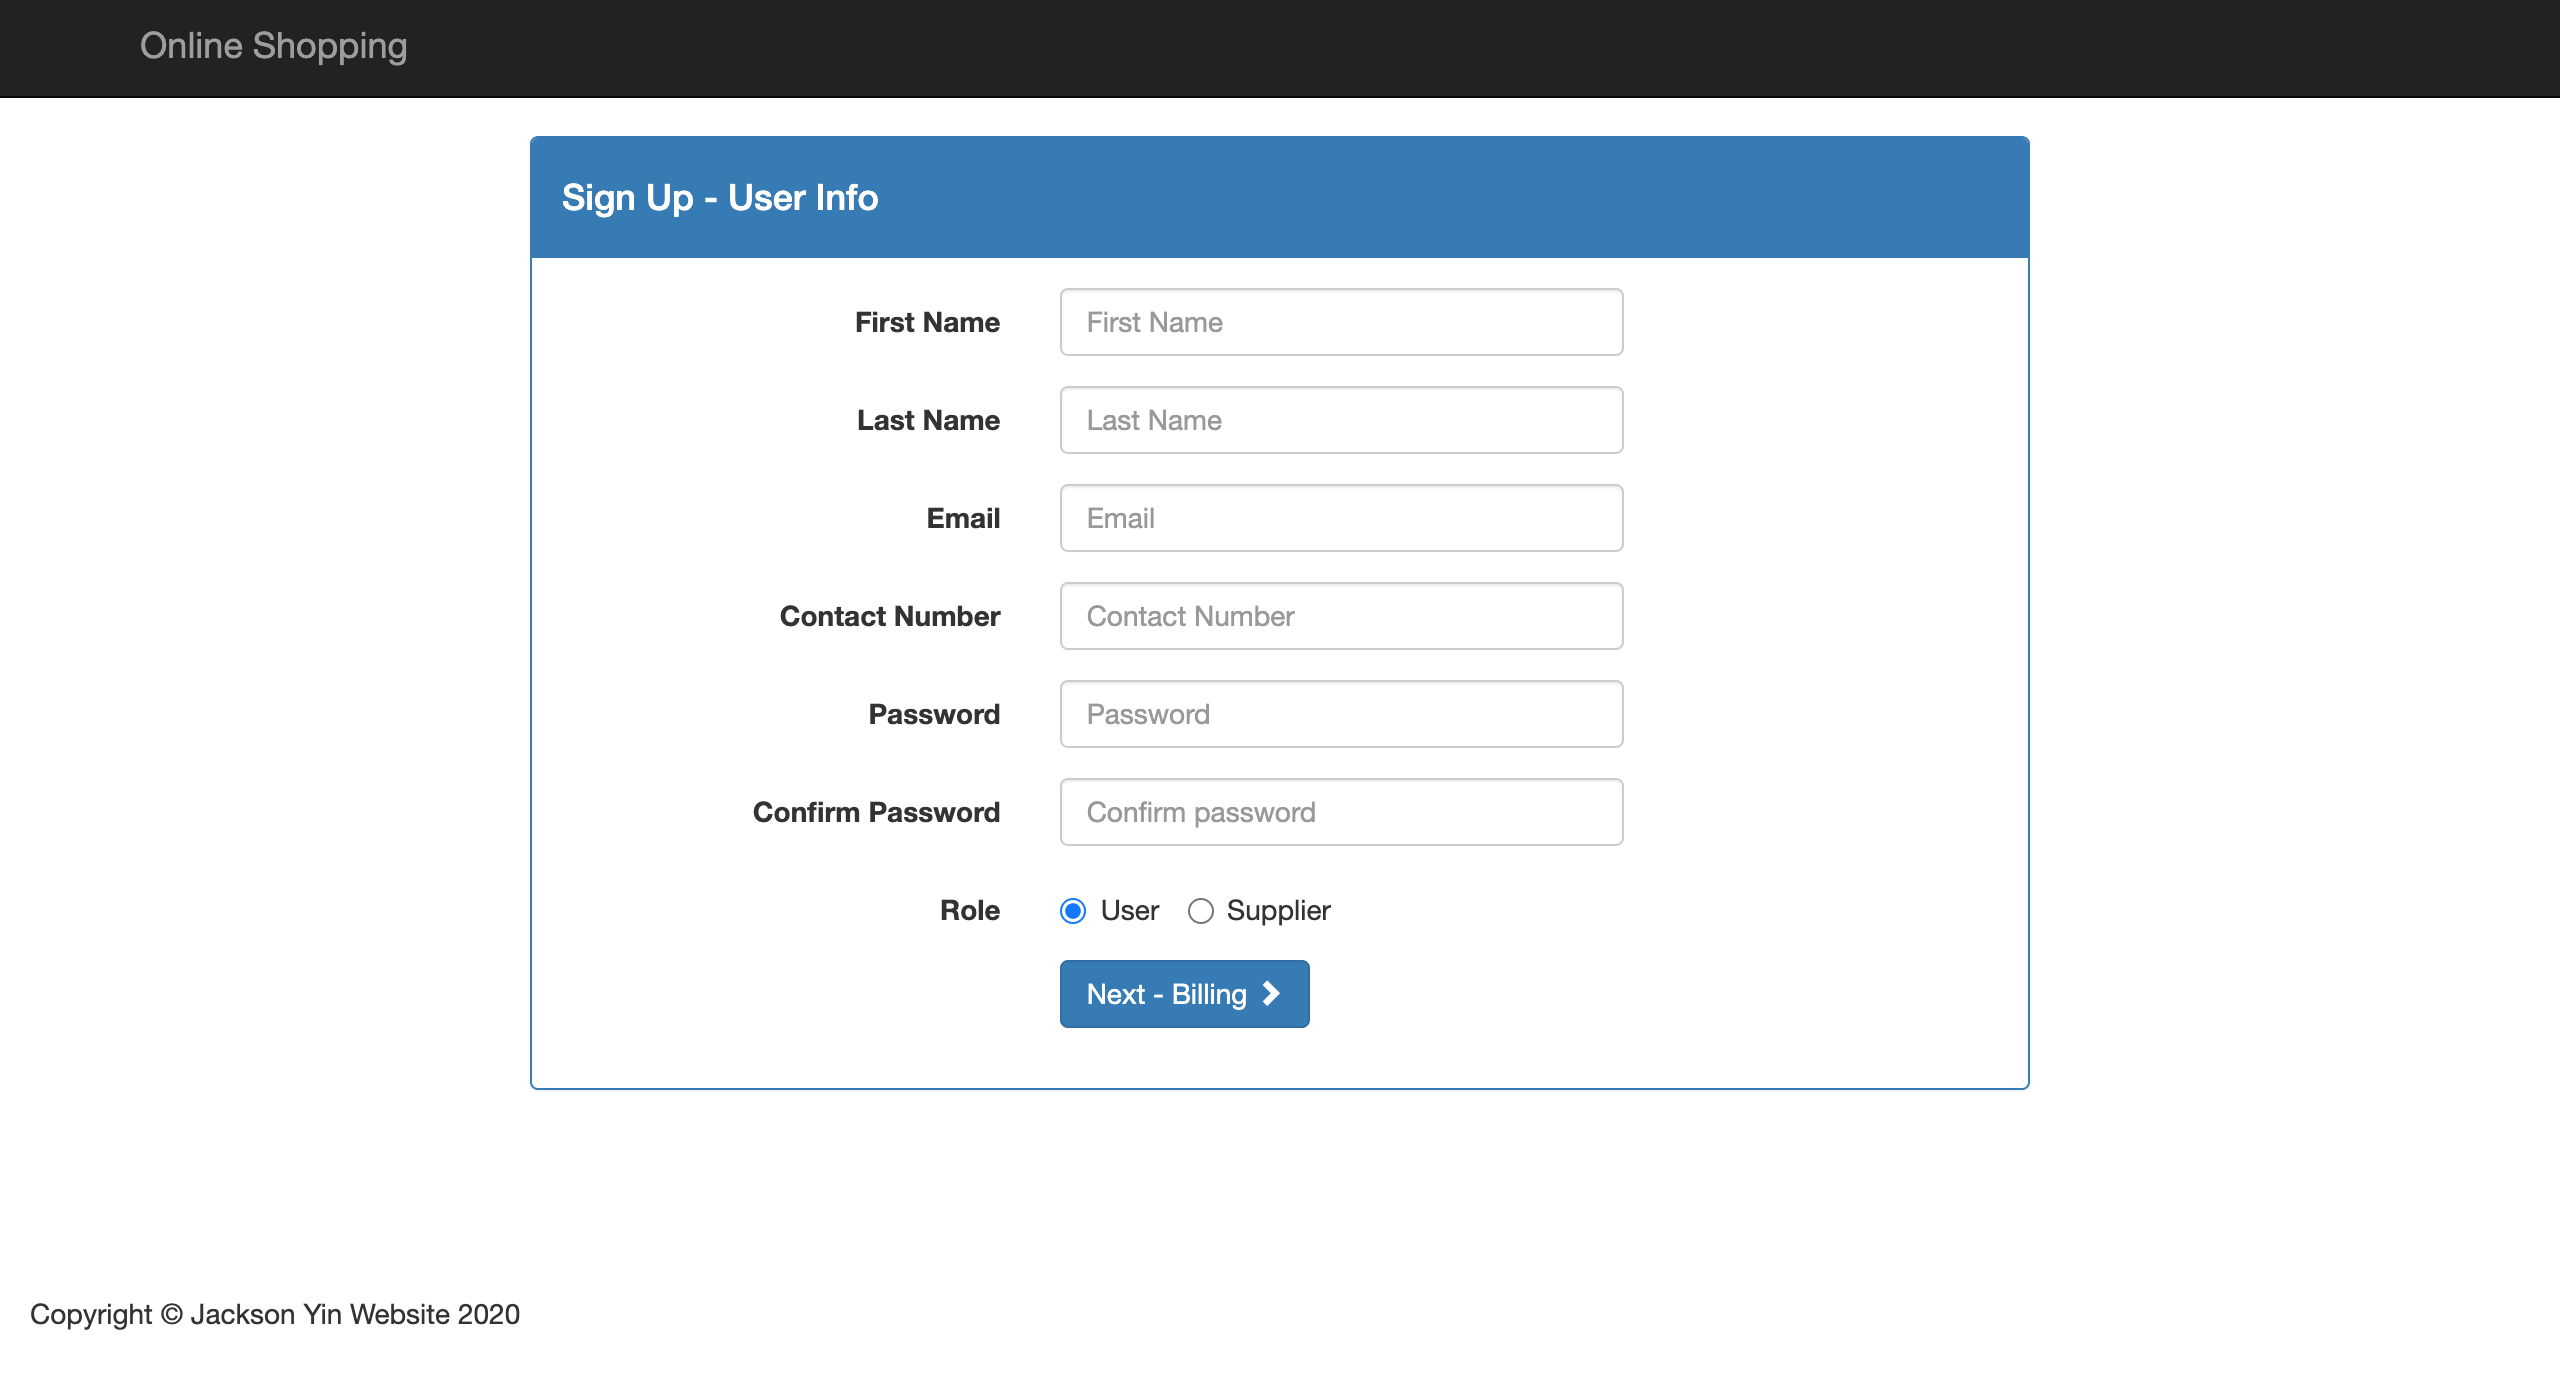 Online Shopping
Sign Up - User Info
First Name First Name
Last Name Last Name
Email Email
Contact Number Contact Number
Password Password
Confirm Password Confirm password
Role User Supplier
Next - Billing
Copyright © Jackson Yin Website 2020